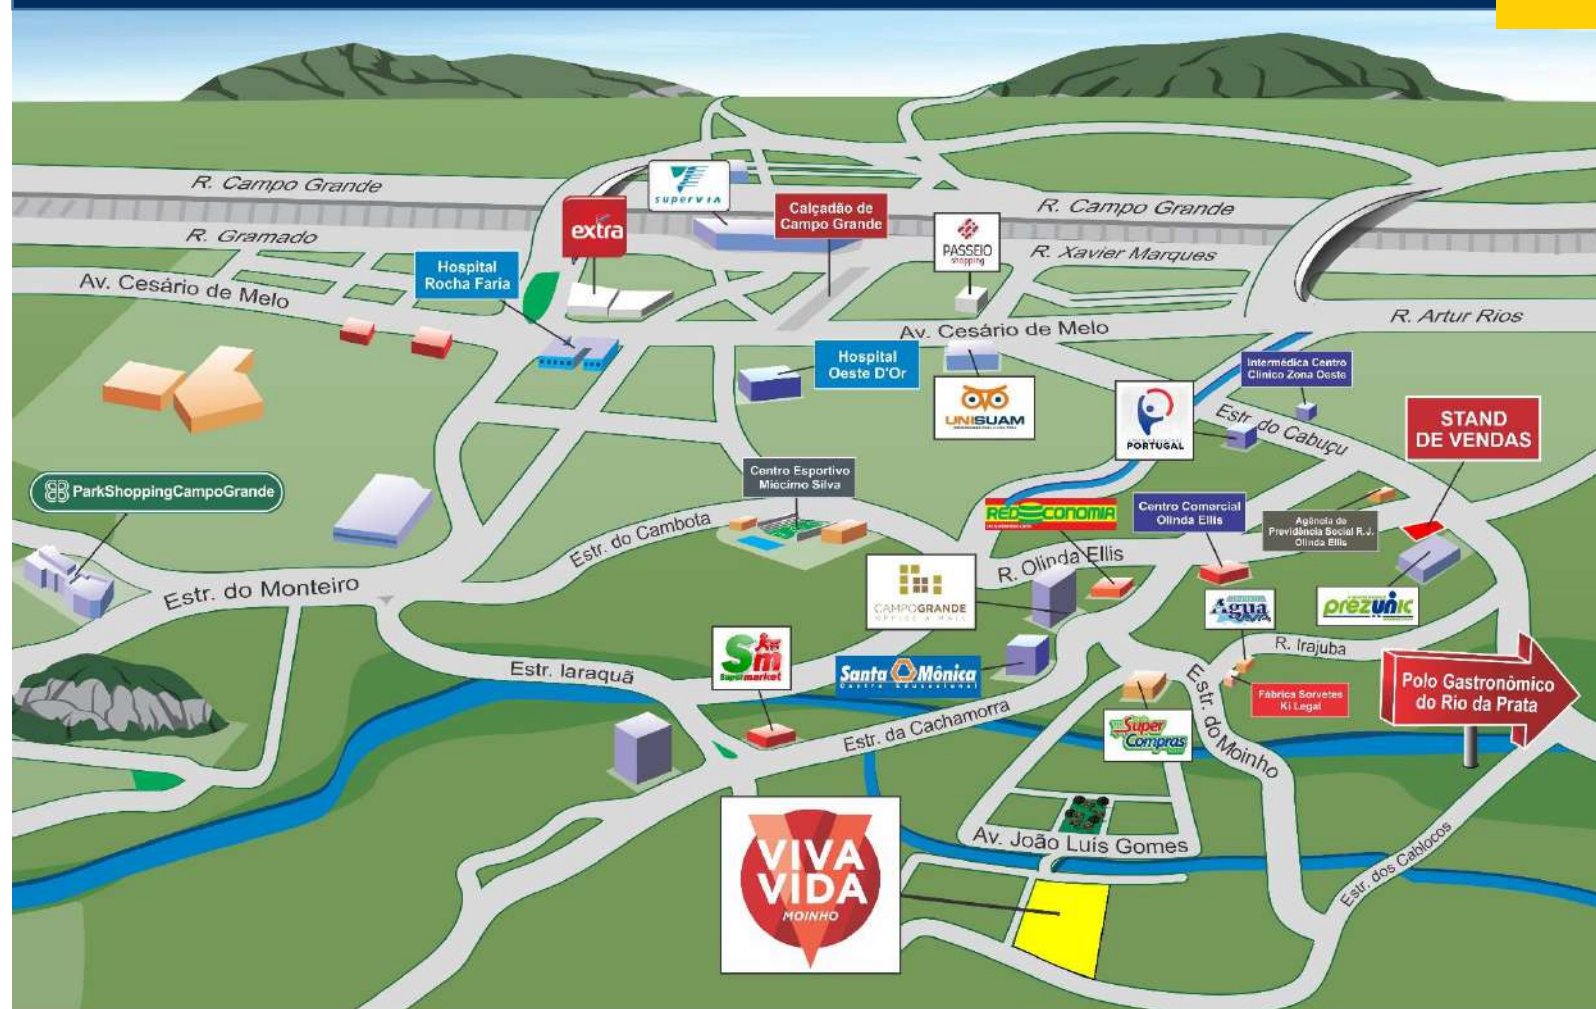 R. Campo Grande
supervia
R. Campo Grande
Calçadão de
Campo Grande
extra
PASSEIO
shopping
R. Gramado
R. Xavier Marques
Hospital
Rocha Faria
Av. Cesário de Melo
R. Artur Rios
Av. Cesário de Melo
Hospital
Oeste D'Or
Intermédica Centro
Clínico Zona Oeste
UNISUAM
PORTUGAL
Estr. do Cabuçu
STAND
DE VENDAS
ParkShoppingCampoGrande
Centro Esportivo
Miécimo Silva
REDECONOMIA
Centro Comercial
Olinda Ellis
Agência de
Previdência Social R.J.
Olinda Ellis
Estr. do Cambota
R. Olinda Ellis
Estr. do Monteiro
CAMPOGRANDE
OFFICE & MALL
Água
prezunic
R. Irajuba
Sm
Supermarket
Estr. Iaraquã
Santa Mônica
Centro Educacional
Fábrica Sorvetes
Ki Legal
Polo Gastronômico
do Rio da Prata
Estr. da Cachamorra
Super
Compras
Estr. do Moinho
Av. João Luís Gomes
Estr. dos Cablocos
VIVA
VIDA
MOINHO